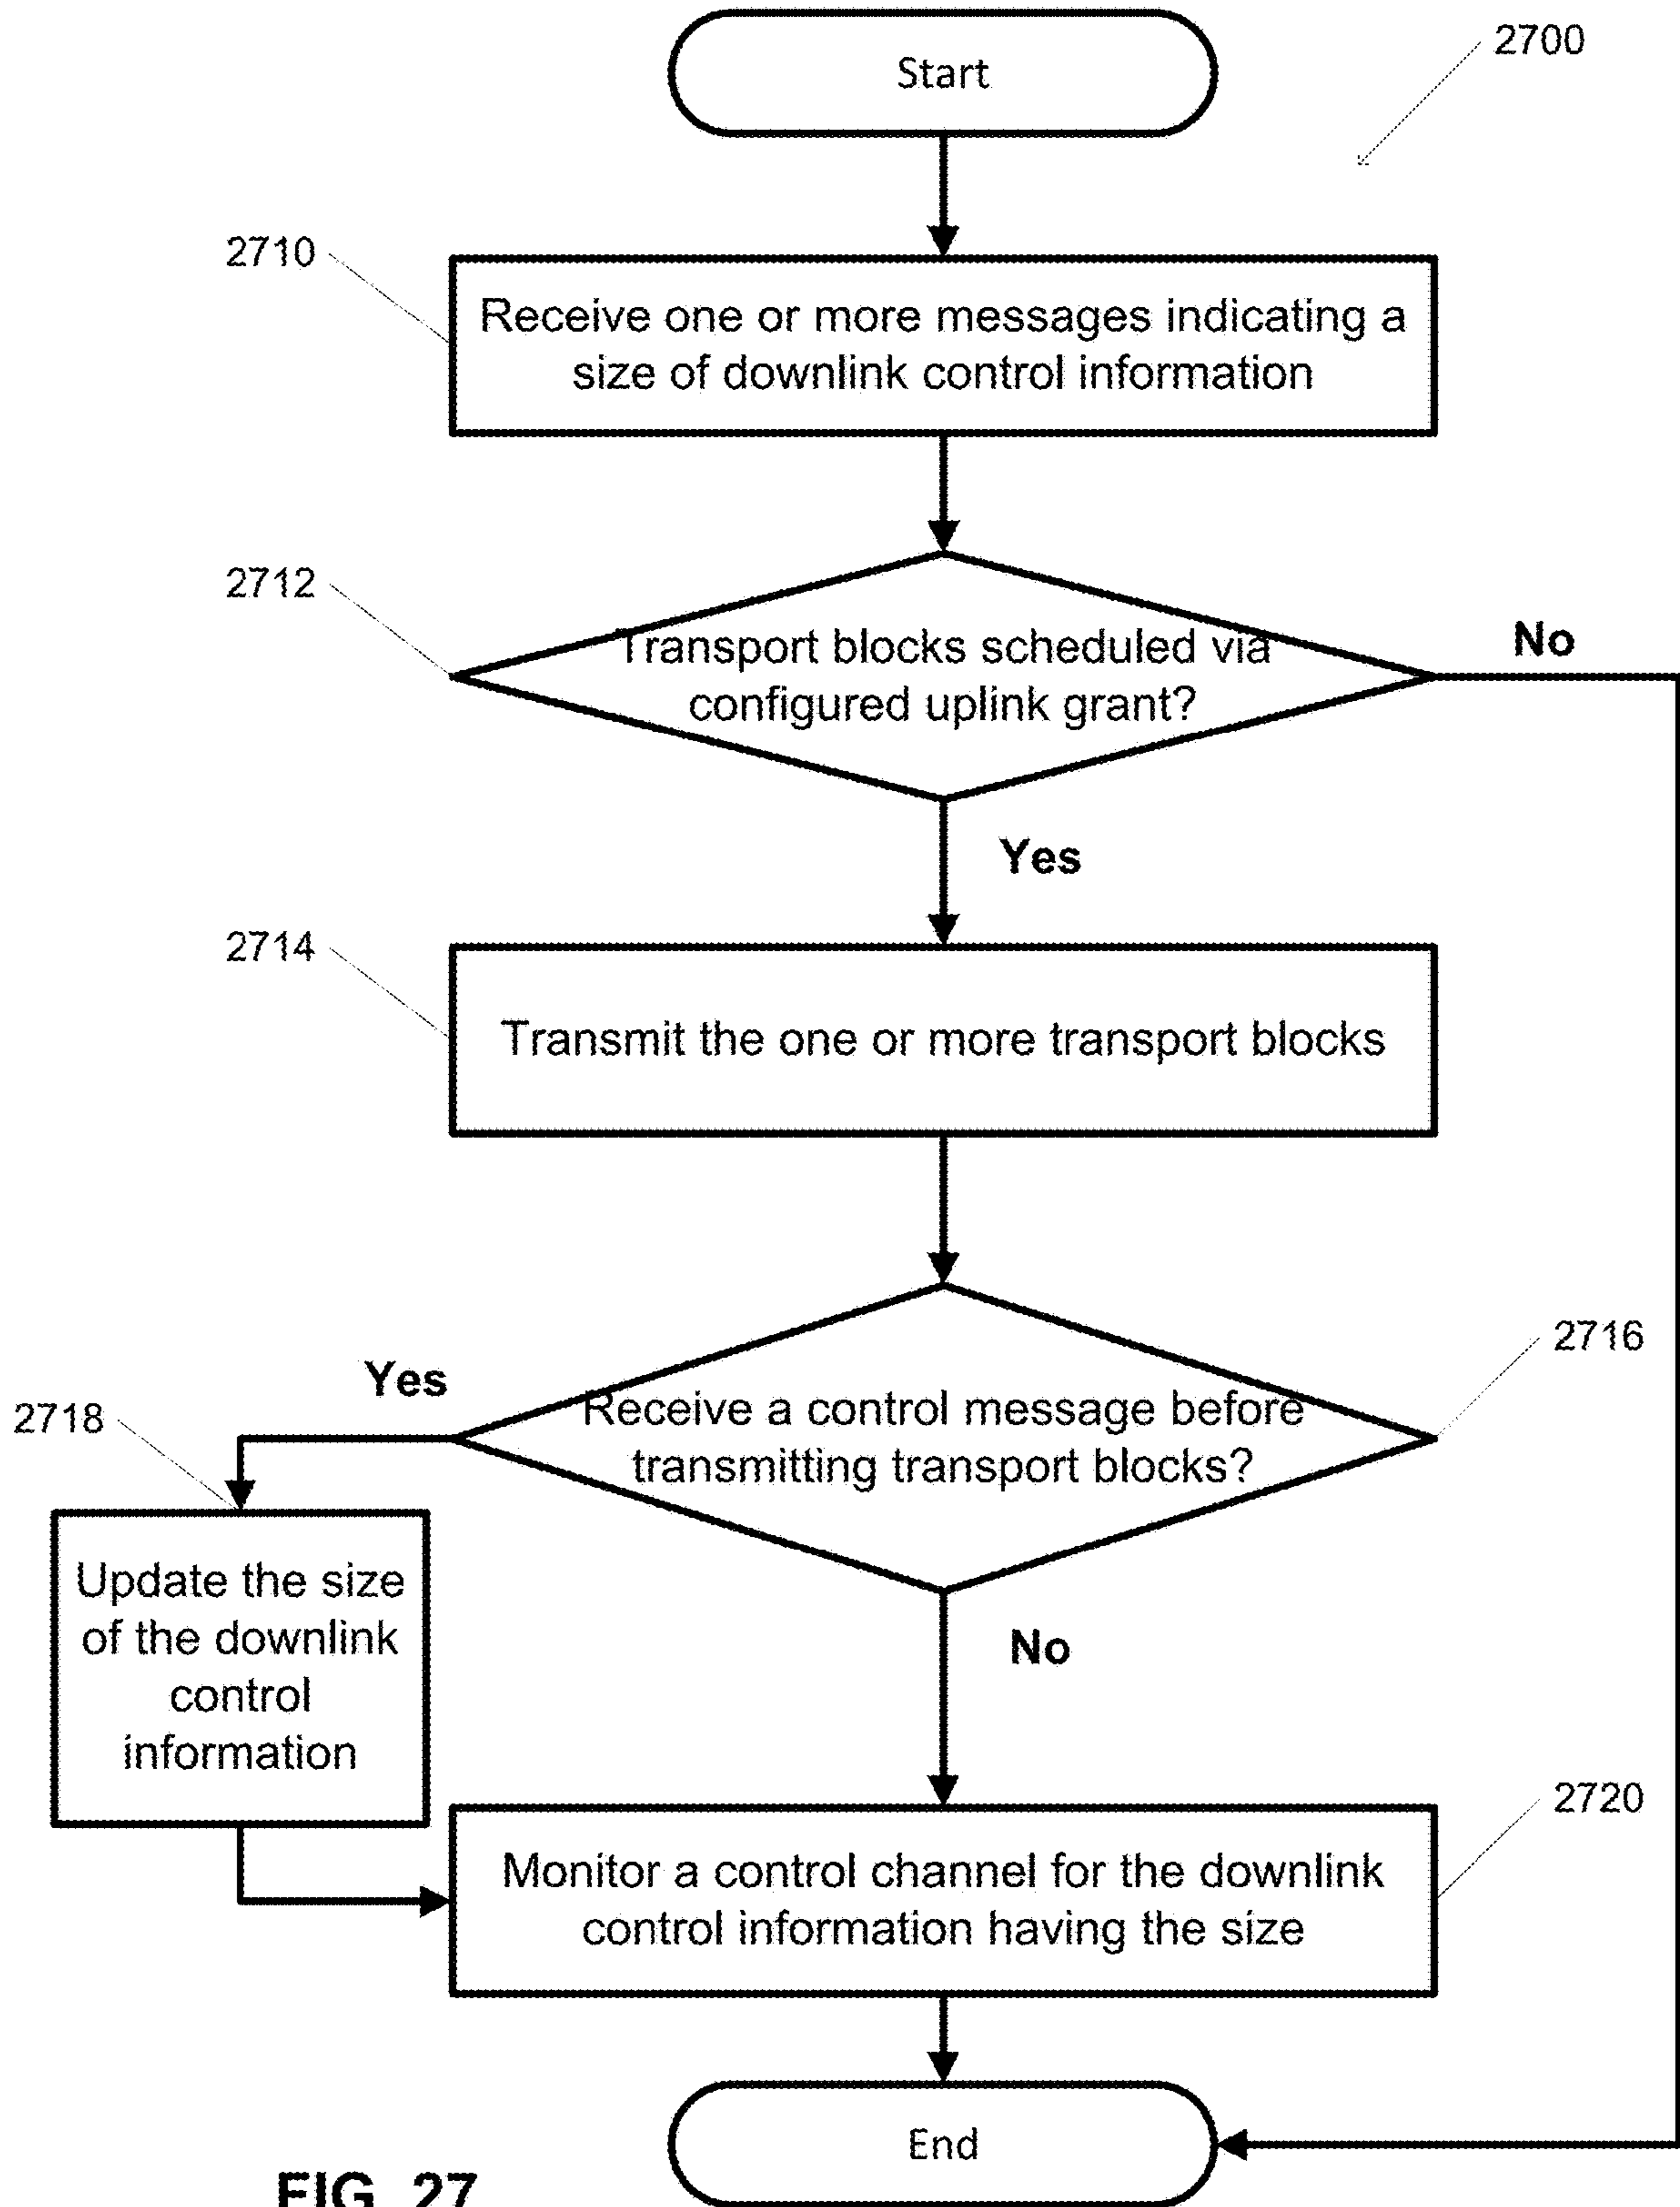 Start
2700
2710
Receive one or more messages indicating a
size of downlink control information
2712
Transport blocks scheduled via
configured uplink grant?
No
Yes
2714
Transmit the one or more transport blocks
2716
Yes
2718
Receive a control message before
transmitting transport blocks?
Update the size
of the downlink
control
information
No
2720
Monitor a control channel for the downlink
control information having the size
End
FIG. 27